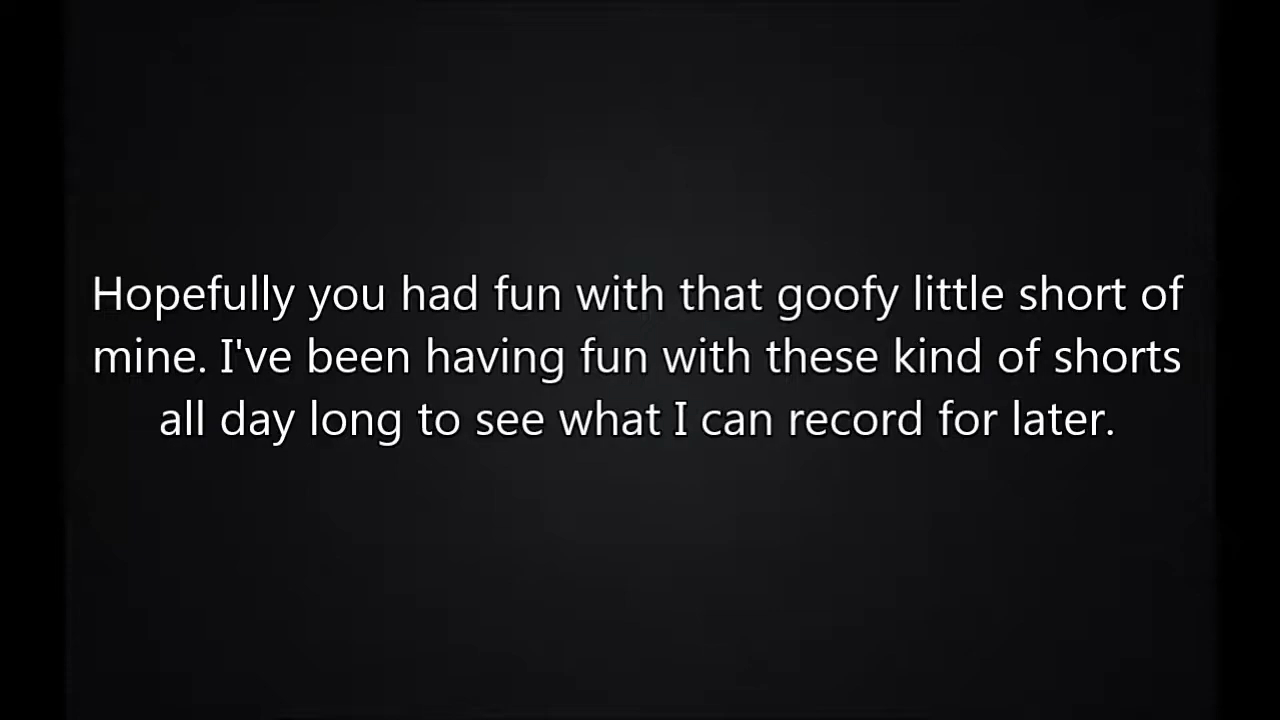 Hopefully you had fun with that goofy little short of
mine. I've been having fun with these kind of shorts
all day long to see what I can record for later.